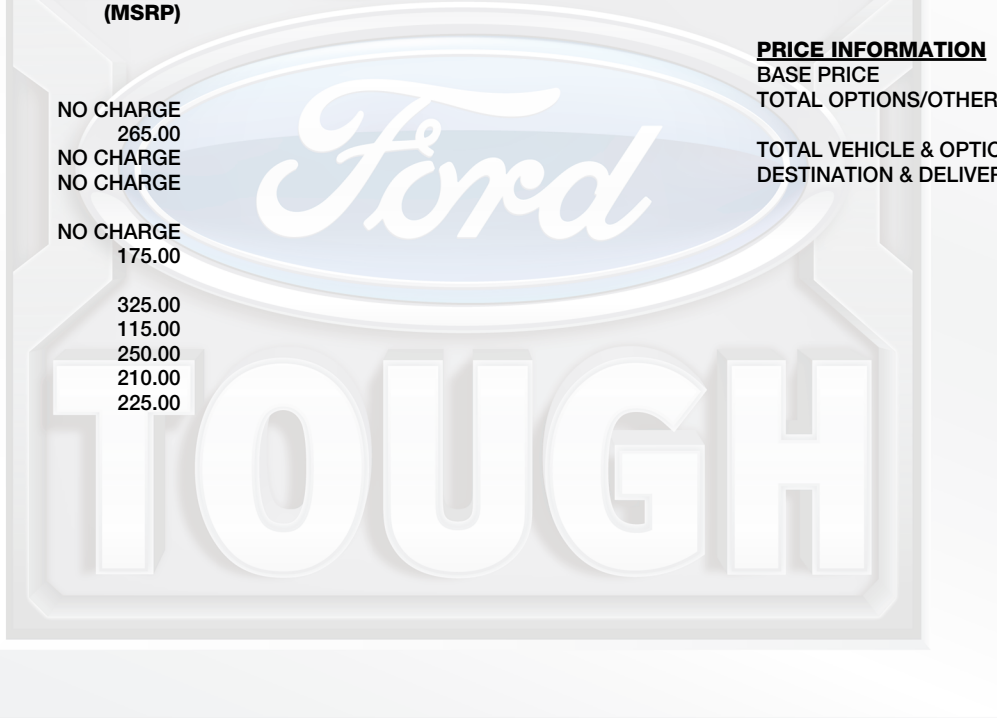 (MSRP)
NO CHARGE
265.00
NO CHARGE
NO CHARGE
NO CHARGE
175.00
325.00
115.00
250.00
210.00
225.00
PRICE INFORMATION
BASE PRICE
TOTAL OPTIONS/OTHER
TOTAL VEHICLE & OPTIO
DESTINATION & DELIVER
Ford
TOUGH